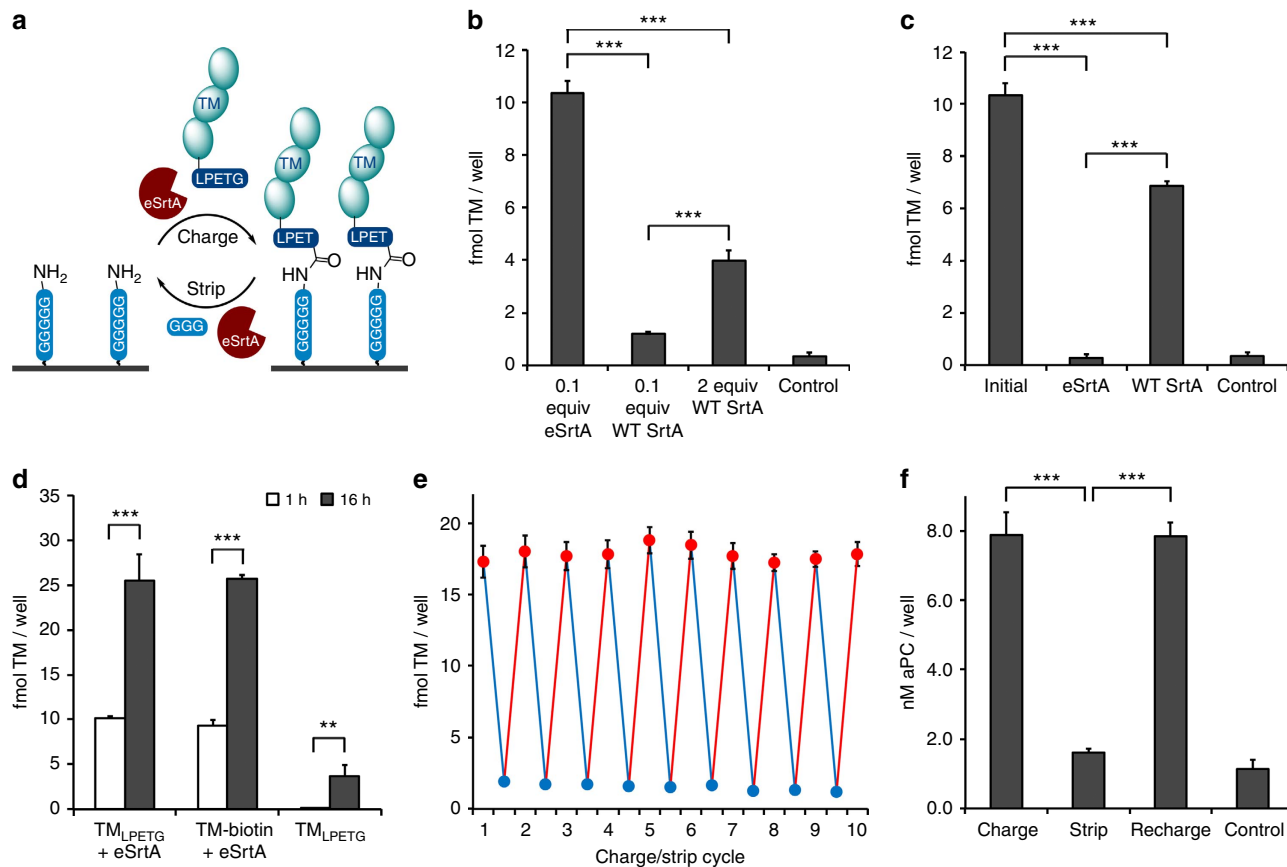 a
TM
LPETG
eSrtA
Charge
Strip
GGG
eSrtA
NH2
NH2
GGGGG
GGGGG
TM
TM
LPET
LPET
HN
O
HN
O
GGGGG
GGGGG
b
***
***
***
fmol TM / well
12
10
8
6
4
2
0
0.1 equiv eSrtA
0.1 equiv WT SrtA
2 equiv WT SrtA
Control
c
***
***
***
fmol TM / well
12
10
8
6
4
2
0
Initial eSrtA WT SrtA Control
d
1 h 16 h
***
***
**
fmol TM / well
35
30
25
20
15
10
5
0
TMLPETG + eSrtA
TM-biotin + eSrtA
TMLPETG
e
fmol TM / well
20
15
10
5
0
1 2 3 4 5 6 7 8 9 10
Charge/strip cycle
f
*** ***
nM aPC / well
8.0
6.0
4.0
2.0
0.0
Charge Strip Recharge Control